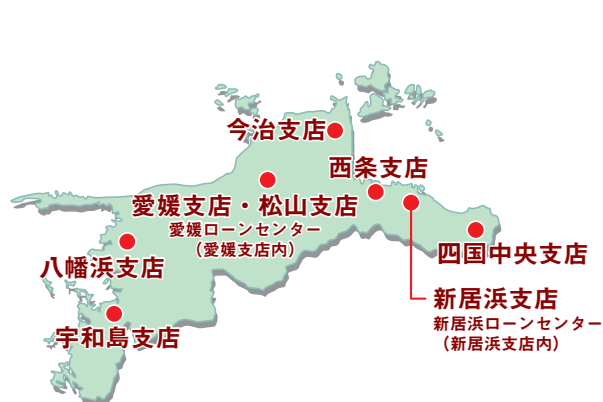 今治支店
西条支店
愛媛支店・松山支店
愛媛ローンセンター
（愛媛支店内）
四国中央支店
八幡浜支店
新居浜支店
新居浜ローンセンター
（新居浜支店内）
宇和島支店